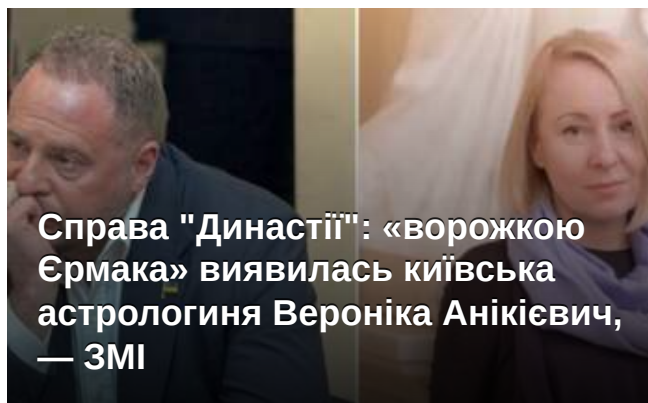 Справа "Династії": «ворожкою
Єрмака» виявилась київська
астрологиня Вероніка Анікієвич,
— ЗМІ